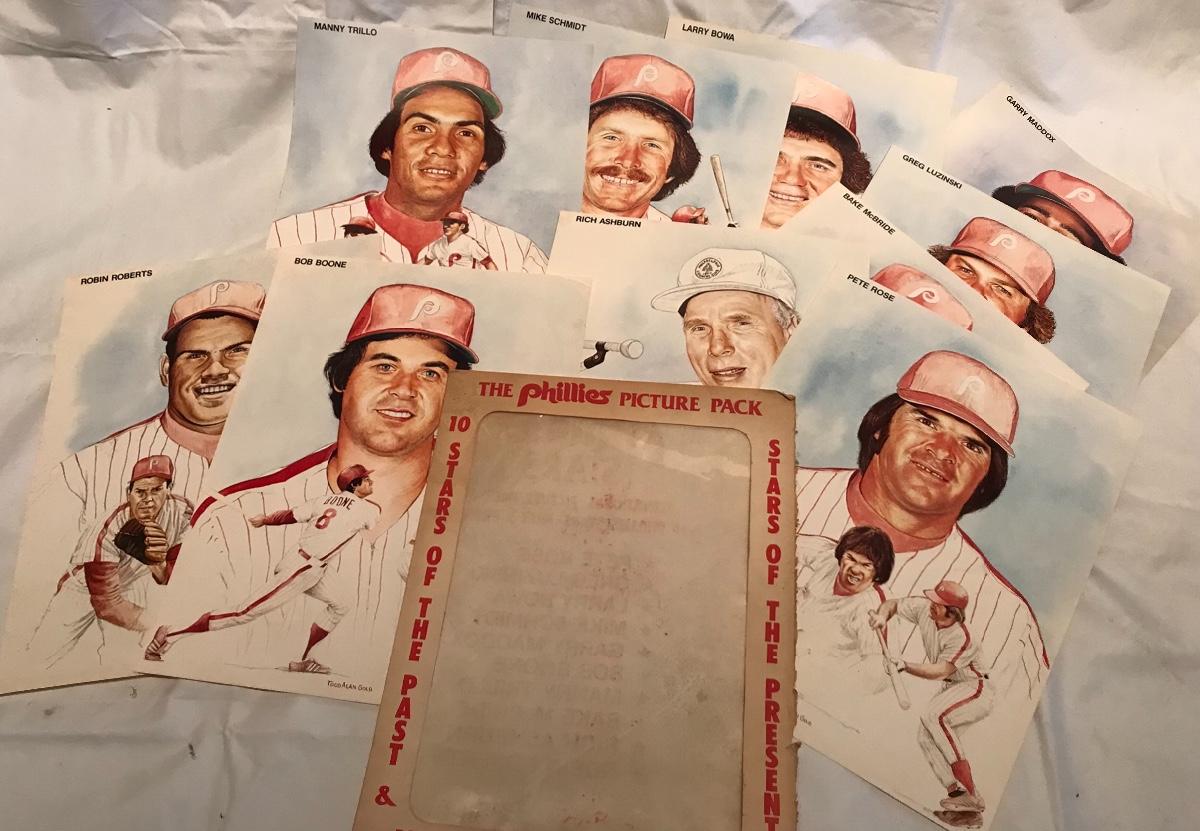 MANNY TRILLO
MIKE SCHMIDT
LARRY BOWA
GARRY MADDOX
GREG LUZINSKI
BAKE McBRIDE
RICH ASHBURN
PETE ROSE
ROBIN ROBERTS
BOB BOONE
P
P
P
P
P
P
P
BOONE
8
TODD ALAN GOLD
THE Phillies PICTURE PACK
10 STARS OF THE PAST &
STARS OF THE PRESENT